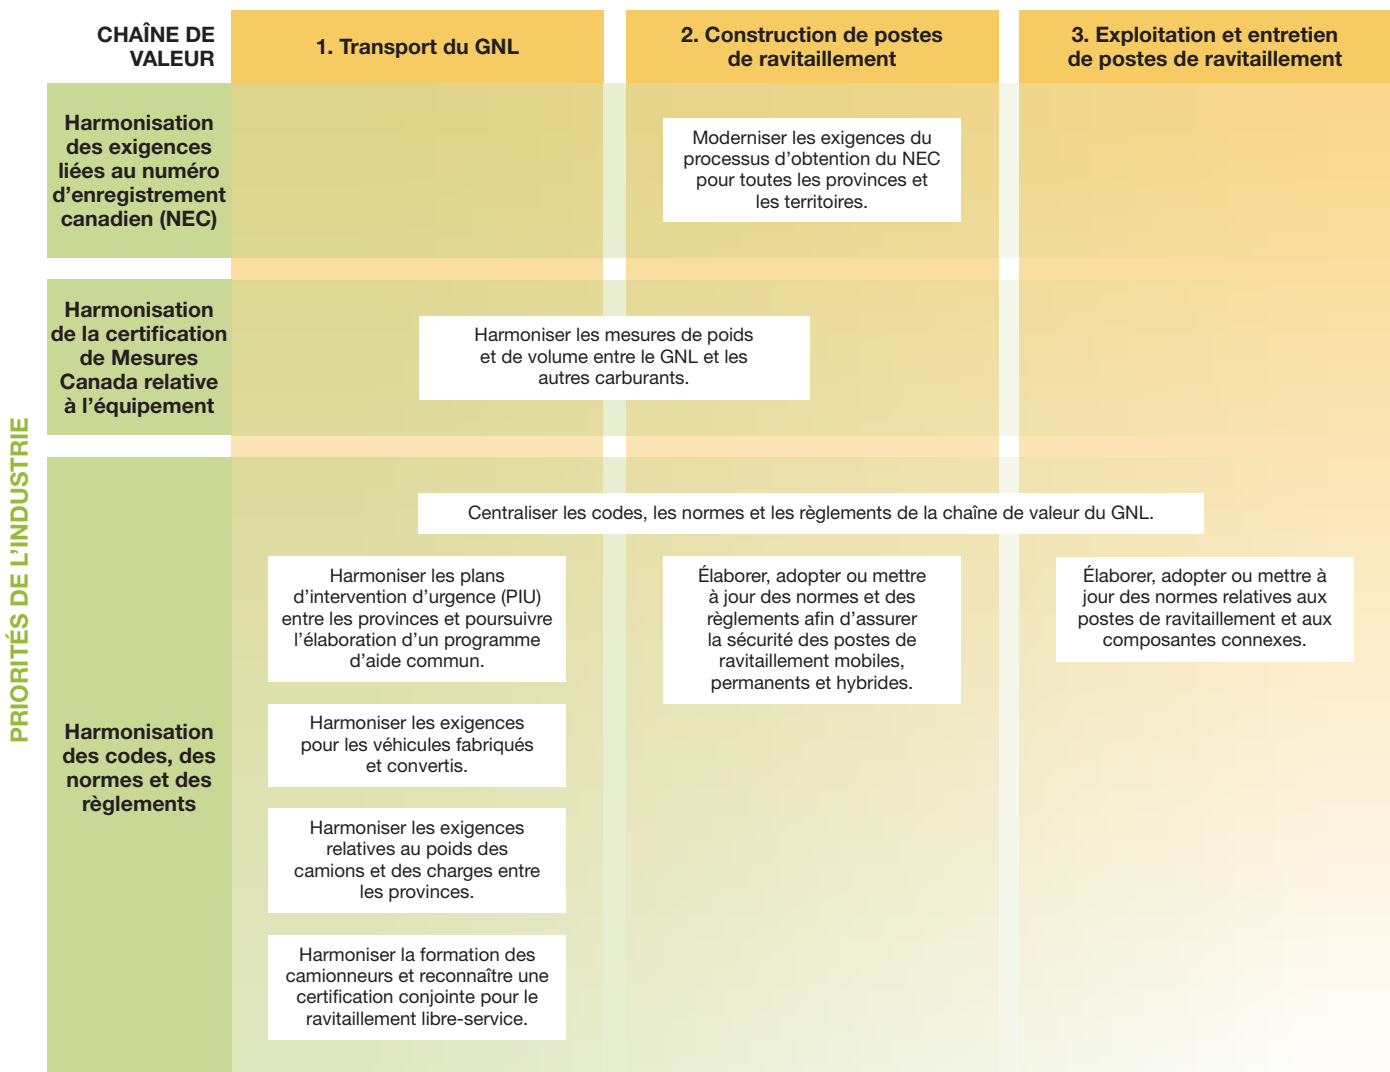 CHAÎNE DE
VALEUR
1. Transport du GNL
2. Construction de postes
de ravitaillement
3. Exploitation et entretien
de postes de ravitaillement
PRIORITÉS DE L’INDUSTRIE
Harmonisation
des exigences
liées au numéro
d’enregistrement
canadien (NEC)
Moderniser les exigences du
processus d’obtention du NEC
pour toutes les provinces et
les territoires.
Harmonisation
de la certification
de Mesures
Canada relative
à l’équipement
Harmoniser les mesures de poids
et de volume entre le GNL et les
autres carburants.
Harmonisation
des codes, des
normes et des
règlements
Centraliser les codes, les normes et les règlements de la chaîne de valeur du GNL.
Harmoniser les plans
d’intervention d’urgence (PIU)
entre les provinces et poursuivre
l’élaboration d’un programme
d’aide commun.
Harmoniser les exigences
pour les véhicules fabriqués
et convertis.
Harmoniser les exigences
relatives au poids des
camions et des charges entre
les provinces.
Harmoniser la formation des
camionneurs et reconnaître une
certification conjointe pour le
ravitaillement libre-service.
Élaborer, adopter ou mettre
à jour des normes et des
règlements afin d’assurer
la sécurité des postes de
ravitaillement mobiles,
permanents et hybrides.
Élaborer, adopter ou mettre à
jour des normes relatives aux
postes de ravitaillement et aux
composantes connexes.